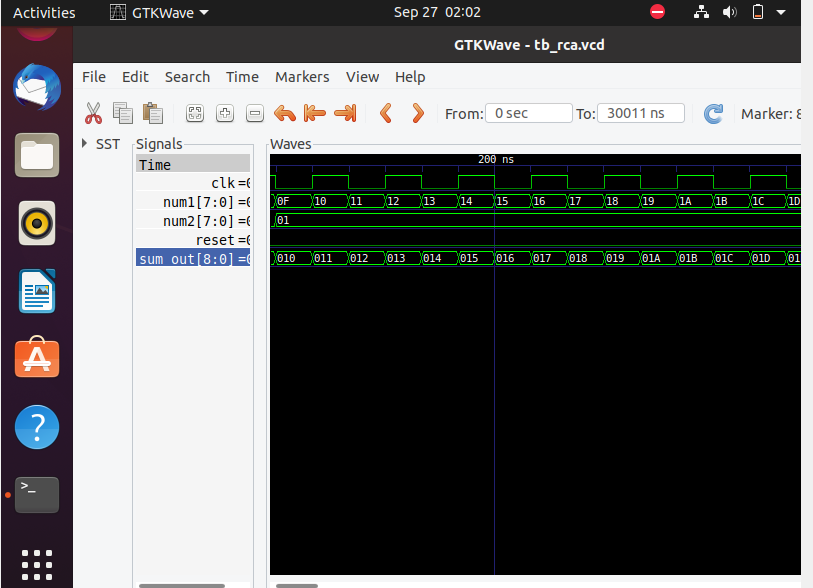 Activities GTKWave Sep 27 02:02
GTKWave - tb_rca.vcd
File Edit Search Time Markers View Help
From: 0 sec To: 30011 ns Marker: 8
SST Signals Waves
Time 200 ns
clk =0
num1[7:0] =0 0F 10 11 12 13 14 15 16 17 18 19 1A 1B 1C 1D
num2[7:0] =0 01
reset =0
sum_out[8:0] =0 010 011 012 013 014 015 016 017 018 019 01A 01B 01C 01D 01